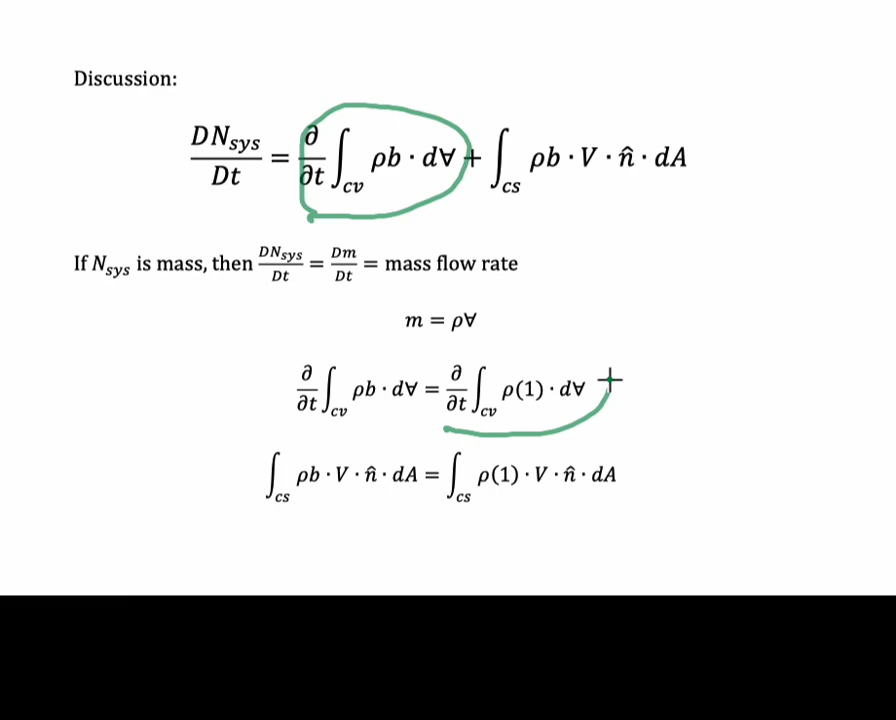 Discussion:
DN_sys/Dt = ∂/∂t ∫_cv ρb · d∀ + ∫_cs ρb · V · n̂ · dA
If N_sys is mass, then DN_sys/Dt = Dm/Dt = mass flow rate
m = ρ∀
∂/∂t ∫_cv ρb · d∀ = ∂/∂t ∫_cv ρ(1) · d∀
∫_cs ρb · V · n̂ · dA = ∫_cs ρ(1) · V · n̂ · dA